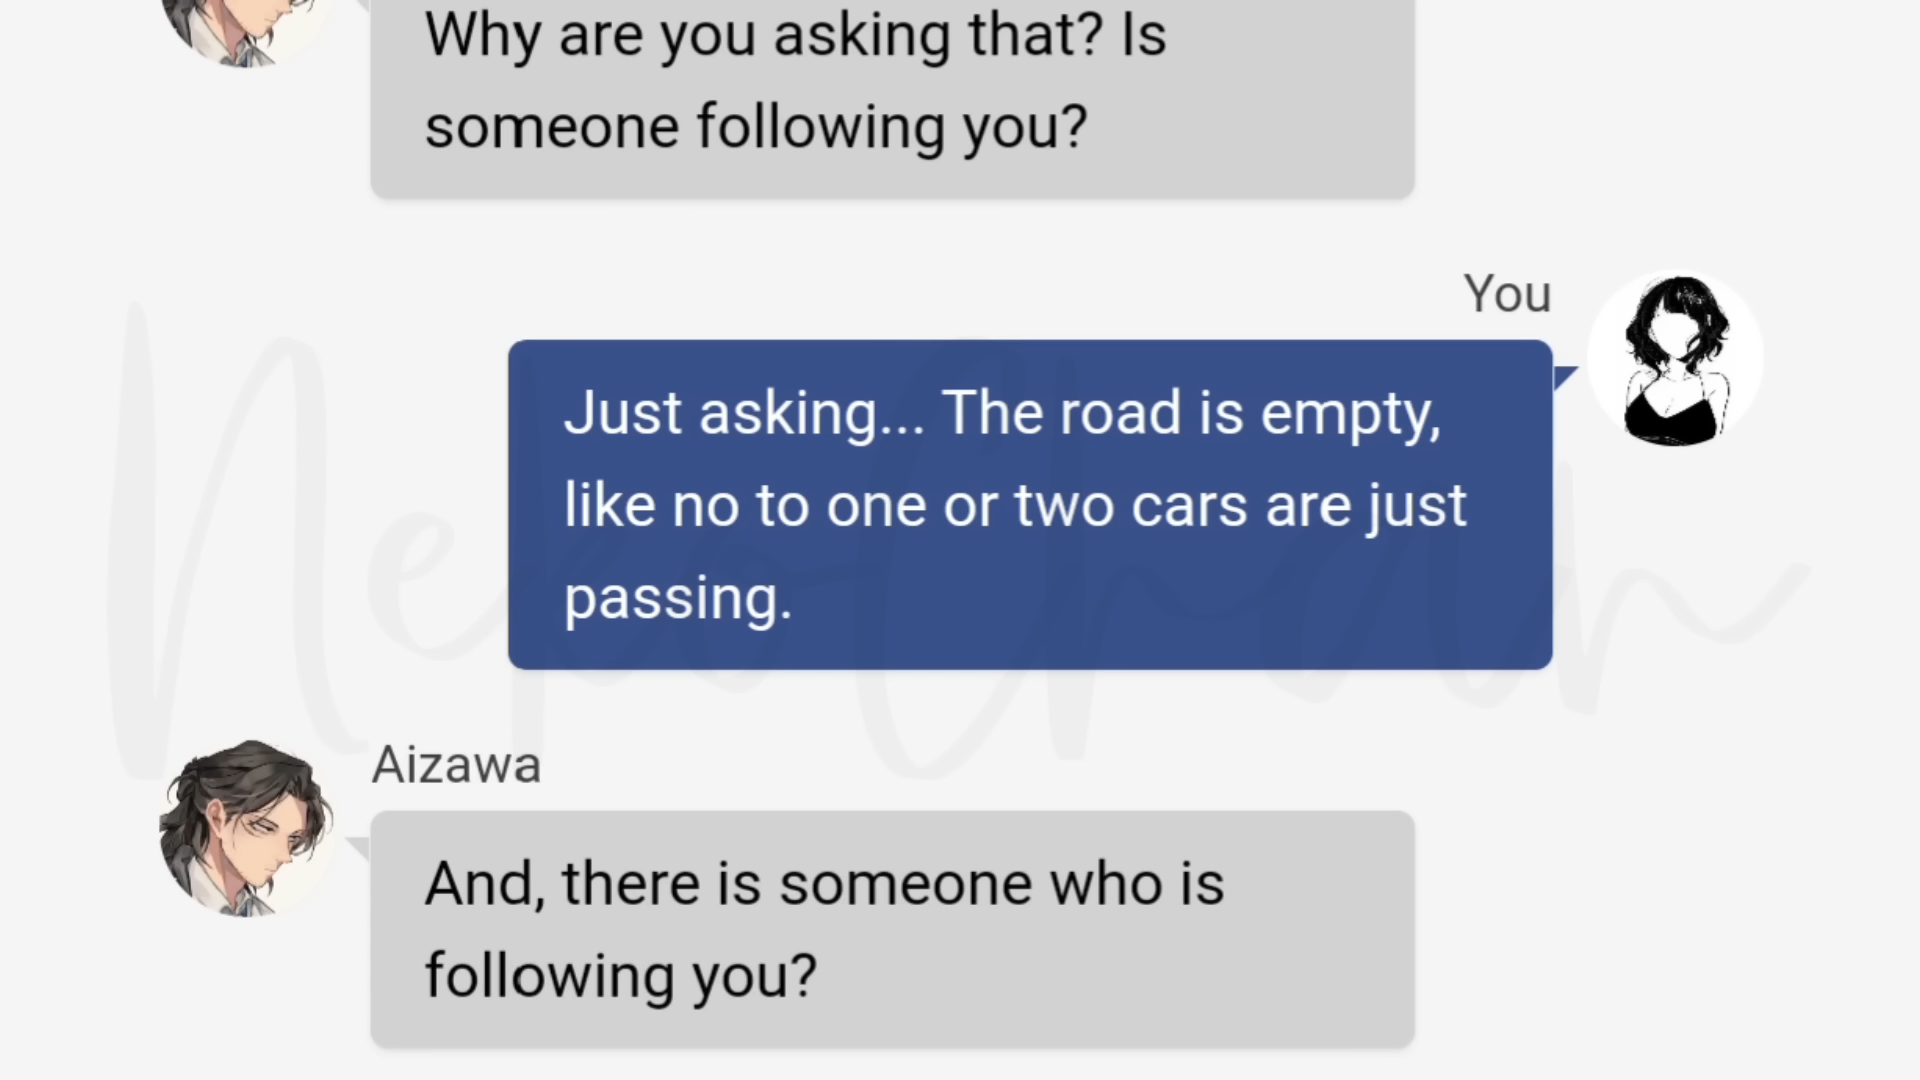 Why are you asking that? Is
someone following you?
You
Just asking... The road is empty,
like no to one or two cars are just
passing.
Aizawa
And, there is someone who is
following you?
NekoChan